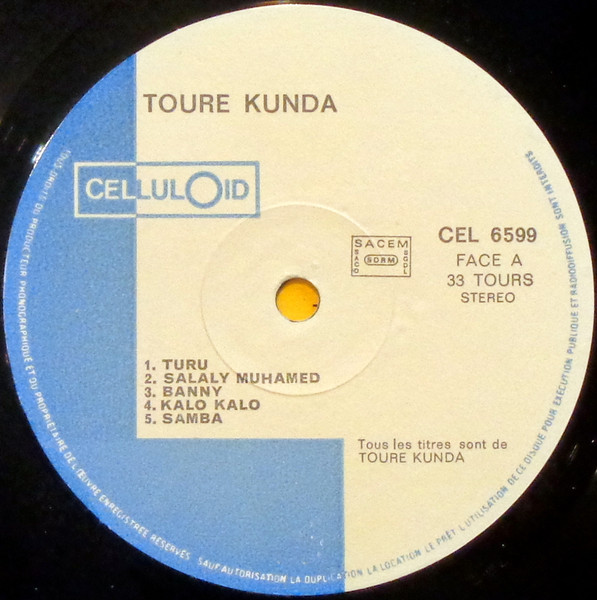 TOURE KUNDA
CELLULOID
SACEM
SACD
SDRM
SGDL
CEL 6599
FACE A
33 TOURS
STEREO
1. TURU
2. SALALY MUHAMED
3. BANNY
4. KALO KALO
5. SAMBA
Tous les titres sont de
TOURE KUNDA
TOUS DROITS DU PRODUCTEUR PHONOGRAPHIQUE ET DU PROPRIETAIRE DE L'ŒUVRE ENREGISTREE RESERVES. SAUF AUTORISATION LA DUPLICATION LA LOCATION LE PRÊT L'UTILISATION DE CE DISQUE POUR EXECUTION PUBLIQUE ET RADIODIFFUSION SONT INTERDITS